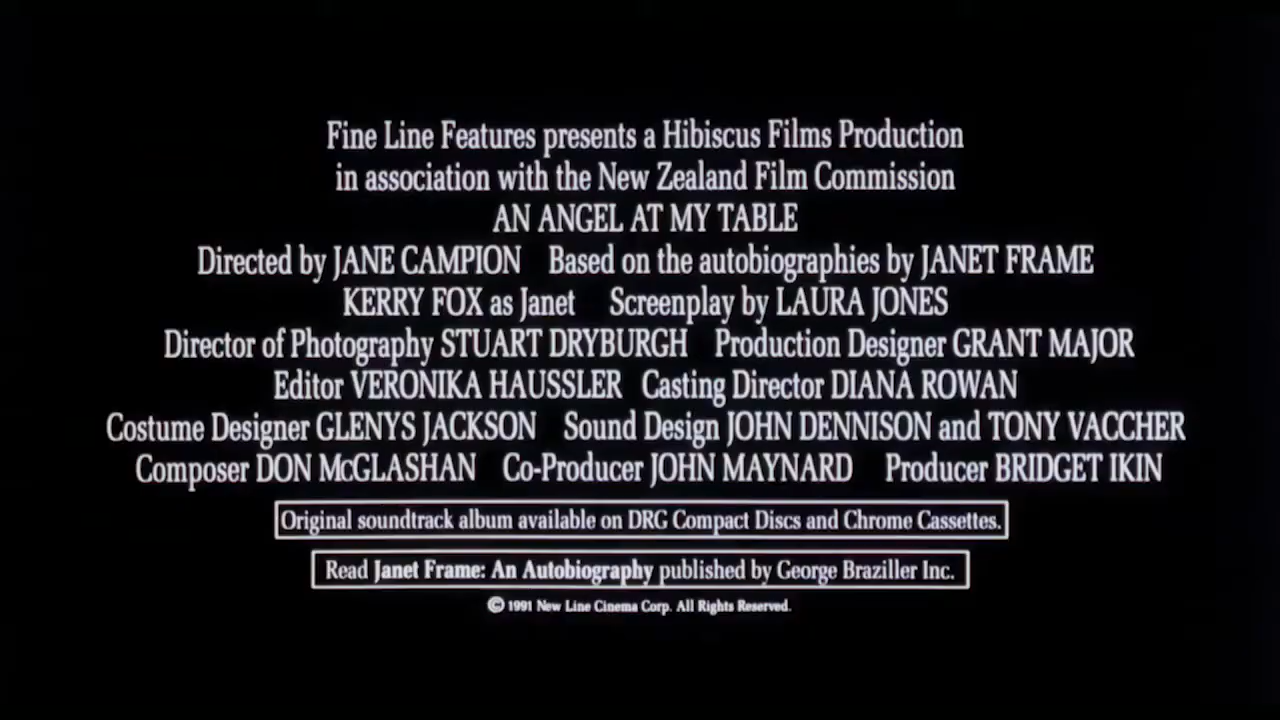 Fine Line Features presents a Hibiscus Films Production
in association with the New Zealand Film Commission
AN ANGEL AT MY TABLE
Directed by JANE CAMPION Based on the autobiographies by JANET FRAME
KERRY FOX as Janet Screenplay by LAURA JONES
Director of Photography STUART DRYBURGH Production Designer GRANT MAJOR
Editor VERONIKA HAUSSLER Casting Director DIANA ROWAN
Costume Designer GLENYS JACKSON Sound Design JOHN DENNISON and TONY VACCHER
Composer DON McGLASHAN Co-Producer JOHN MAYNARD Producer BRIDGET IKIN
Original soundtrack album available on DRG Compact Discs and Chrome Cassettes.
Read Janet Frame: An Autobiography published by George Braziller Inc.
© 1991 New Line Cinema Corp. All Rights Reserved.